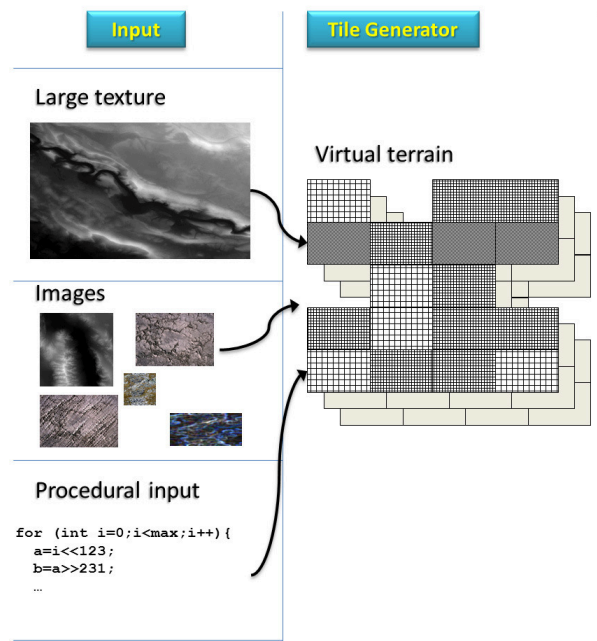 Input
Tile Generator
Large texture
Virtual terrain
Images
Procedural input
for (int i=0;i<max;i++){
a=i<<123;
b=a>>231;
…